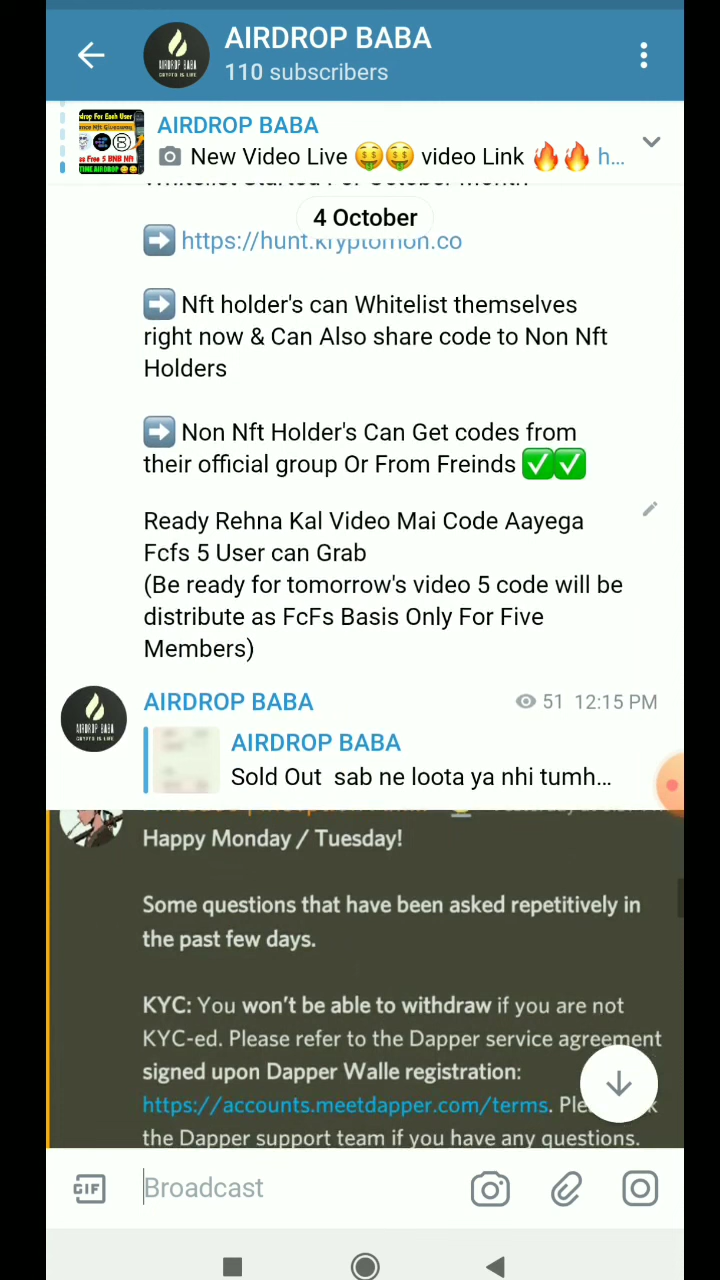 AIRDROP BABA
110 subscribers
AIRDROP BABA
New Video Live 🤑🤑 video Link 🔥🔥 h...
Whitelist Started For October Month
4 October
➡️ https://hunt.kryptomon.co
➡️ Nft holder's can Whitelist themselves
right now & Can Also share code to Non Nft
Holders
➡️ Non Nft Holder's Can Get codes from
their official group Or From Freinds ✅✅
Ready Rehna Kal Video Mai Code Aayega
Fcfs 5 User can Grab
(Be ready for tomorrow's video 5 code will be
distribute as FcFs Basis Only For Five
Members)
AIRDROP BABA 51 12:15 PM
AIRDROP BABA
Sold Out sab ne loota ya nhi tumh...
Happy Monday / Tuesday!
Some questions that have been asked repetitively in
the past few days.
KYC: You won't be able to withdraw if you are not
KYC-ed. Please refer to the Dapper service agreement
signed upon Dapper Walle registration:
https://accounts.meetdapper.com/terms.
the Dapper support team if you have any questions.
GIF Broadcast